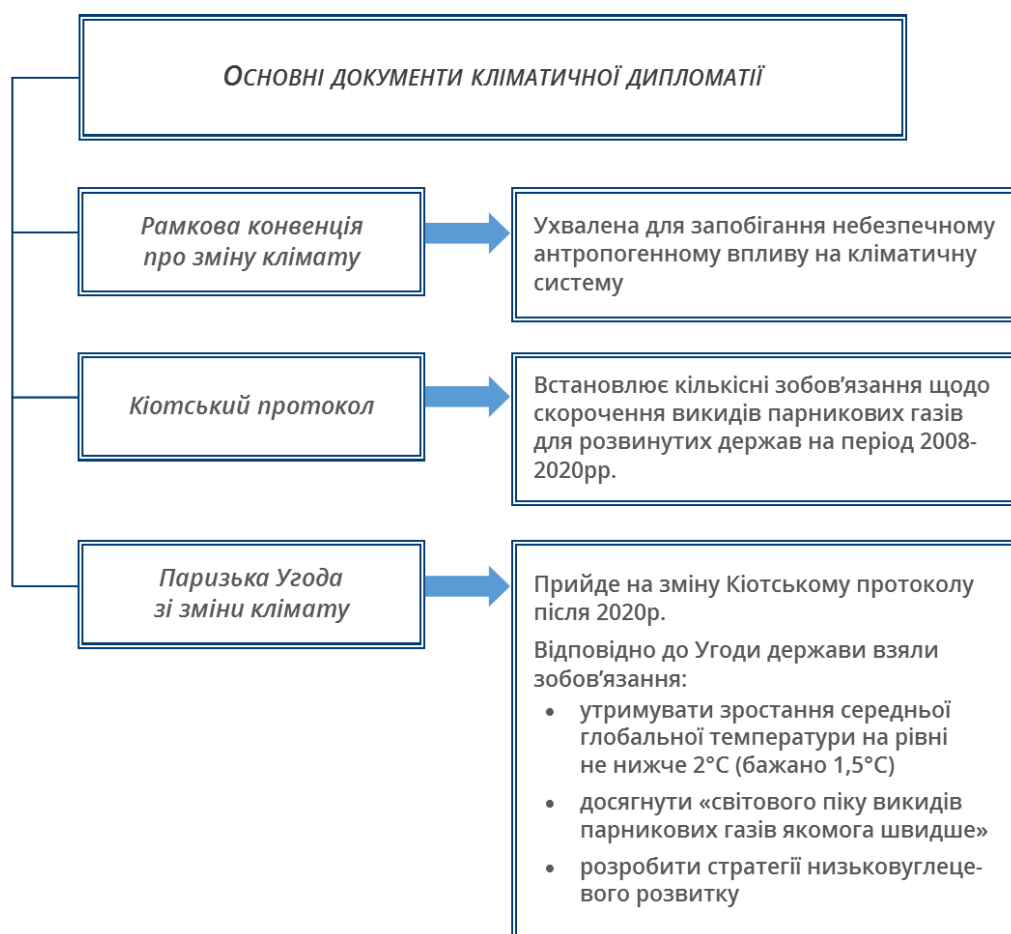 ОСНОВНІ ДОКУМЕНТИ КЛІМАТИЧНОЇ ДИПЛОМАТІЇ
Рамкова конвенція
про зміну клімату
Ухвалена для запобігання небезпечному
антропогенному впливу на кліматичну
систему
Кіотський протокол
Встановлює кількісні зобов’язання щодо
скорочення викидів парникових газів
для розвинутих держав на період 2008-
2020рр.
Паризька Угода
зі зміни клімату
Прийде на зміну Кіотському протоколу
після 2020р.
Відповідно до Угоди держави взяли
зобов’язання:
• утримувати зростання середньої
глобальної температури на рівні
не нижче 2°C (бажано 1,5°C)
• досягнути «світового піку викидів
парникових газів якомога швидше»
• розробити стратегії низьковуглеце-
вого розвитку